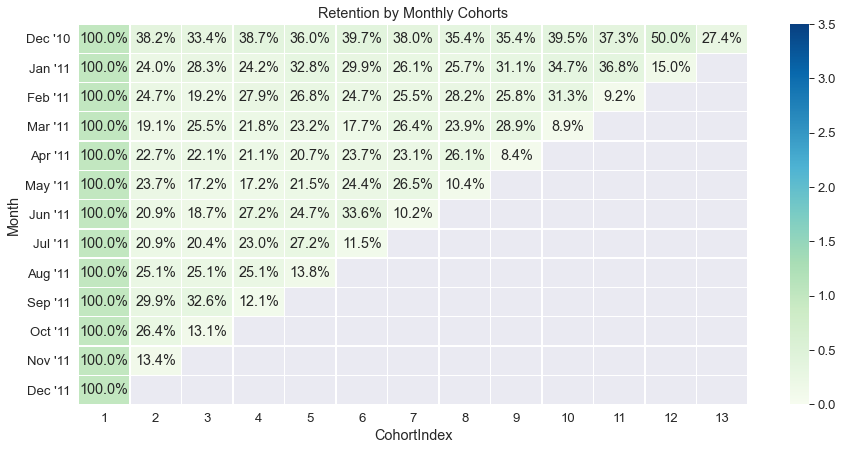 Retention by Monthly Cohorts
Dec '10 100.0% 38.2% 33.4% 38.7% 36.0% 39.7% 38.0% 35.4% 35.4% 39.5% 37.3% 50.0% 27.4%
Jan '11 100.0% 24.0% 28.3% 24.2% 32.8% 29.9% 26.1% 25.7% 31.1% 34.7% 36.8% 15.0%
Feb '11 100.0% 24.7% 19.2% 27.9% 26.8% 24.7% 25.5% 28.2% 25.8% 31.3% 9.2%
Mar '11 100.0% 19.1% 25.5% 21.8% 23.2% 17.7% 26.4% 23.9% 28.9% 8.9%
Apr '11 100.0% 22.7% 22.1% 21.1% 20.7% 23.7% 23.1% 26.1% 8.4%
May '11 100.0% 23.7% 17.2% 17.2% 21.5% 24.4% 26.5% 10.4%
Jun '11 100.0% 20.9% 18.7% 27.2% 24.7% 33.6% 10.2%
Jul '11 100.0% 20.9% 20.4% 23.0% 27.2% 11.5%
Aug '11 100.0% 25.1% 25.1% 25.1% 13.8%
Sep '11 100.0% 29.9% 32.6% 12.1%
Oct '11 100.0% 26.4% 13.1%
Nov '11 100.0% 13.4%
Dec '11 100.0%
1 2 3 4 5 6 7 8 9 10 11 12 13
CohortIndex
Month
3.5
3.0
2.5
2.0
1.5
1.0
0.5
0.0